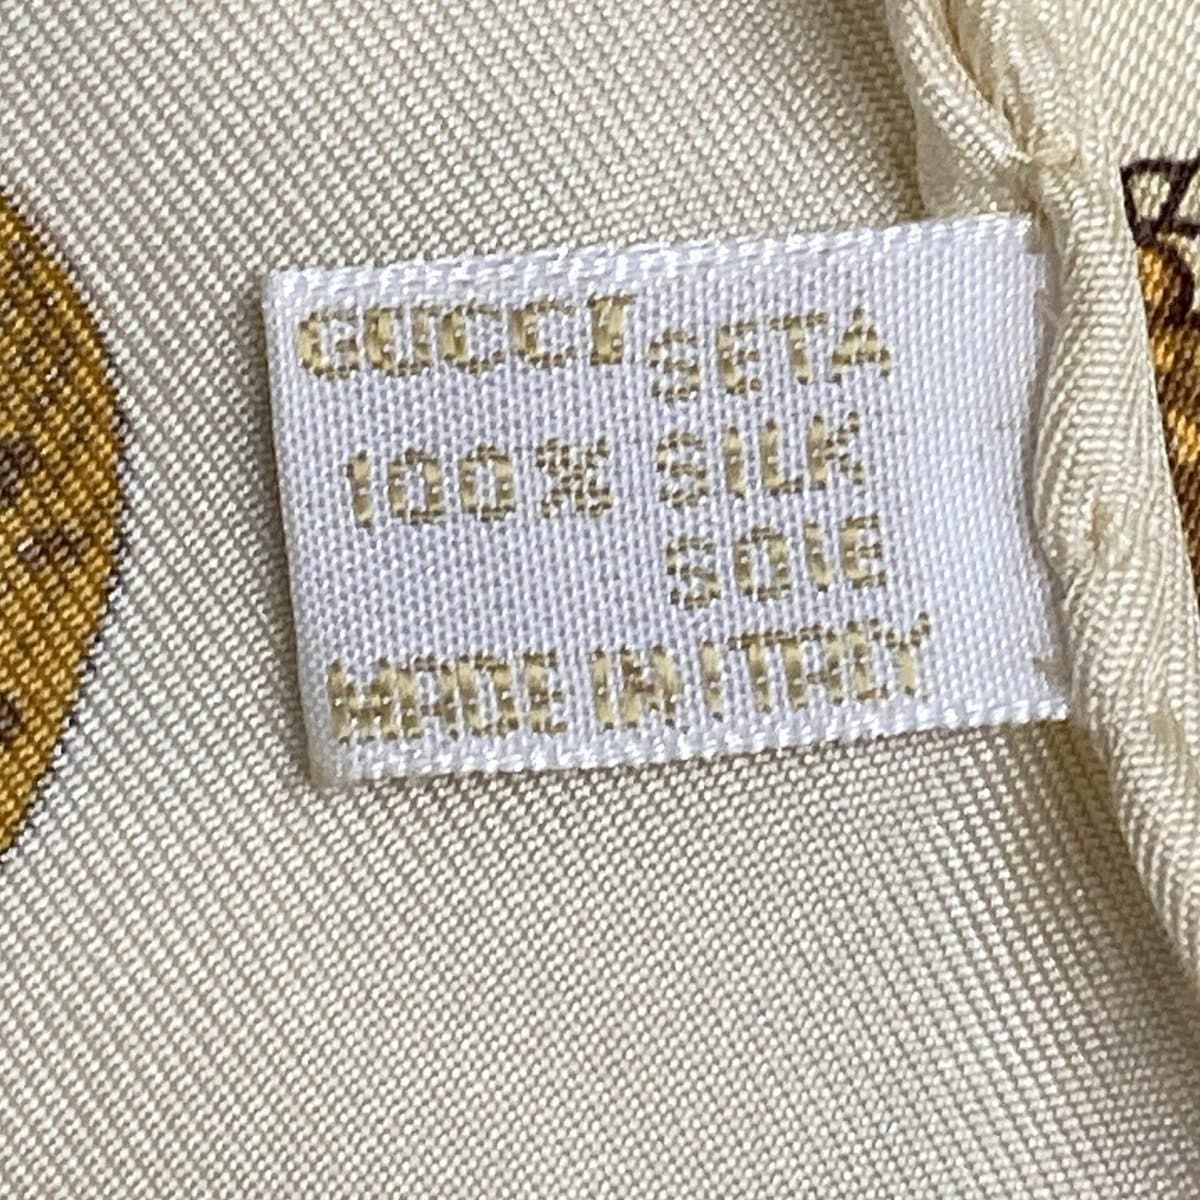 GUCCI SETA
100% SILK
SOIE
MADE IN ITALY